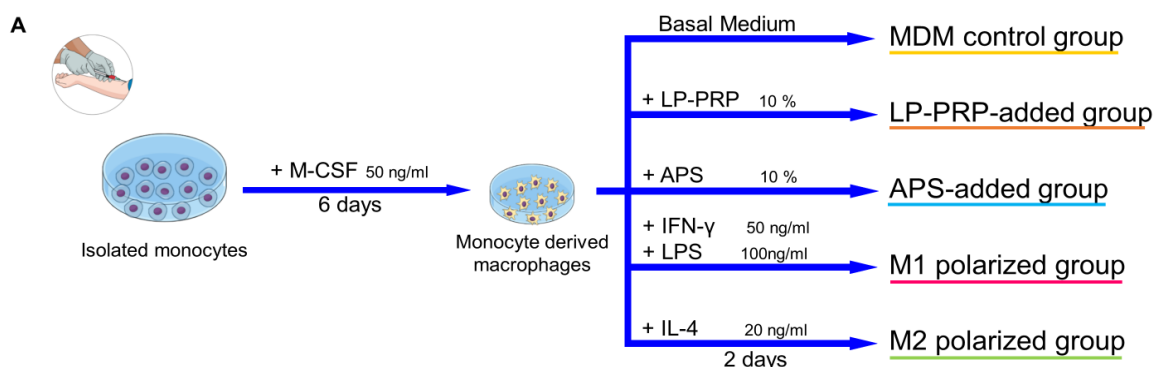 A
Isolated monocytes
+ M-CSF 50 ng/ml
6 days
Monocyte derived
macrophages
Basal Medium
MDM control group
+ LP-PRP 10 %
LP-PRP-added group
+ APS 10 %
APS-added group
+ IFN-γ 50 ng/ml
+ LPS 100ng/ml
M1 polarized group
+ IL-4 20 ng/ml
2 days
M2 polarized group